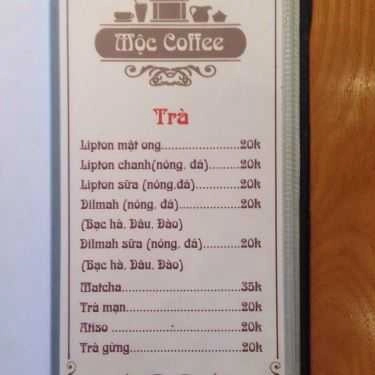 Mộc Coffee
Trà
Lipton mật ong....................20k
Lipton chanh(nóng, đá)...........20k
Lipton sữa (nóng,đá).............20k
Dilmah (nóng, đá)................20k
(Bạc hà, Dâu, Đào)
Dilmah sữa (nóng, đá)............20k
(Bạc hà, Dâu, Đào)
Matcha...........................35k
Trà mạn..........................20k
Atiso ...........................20k
Trà gừng.........................20k